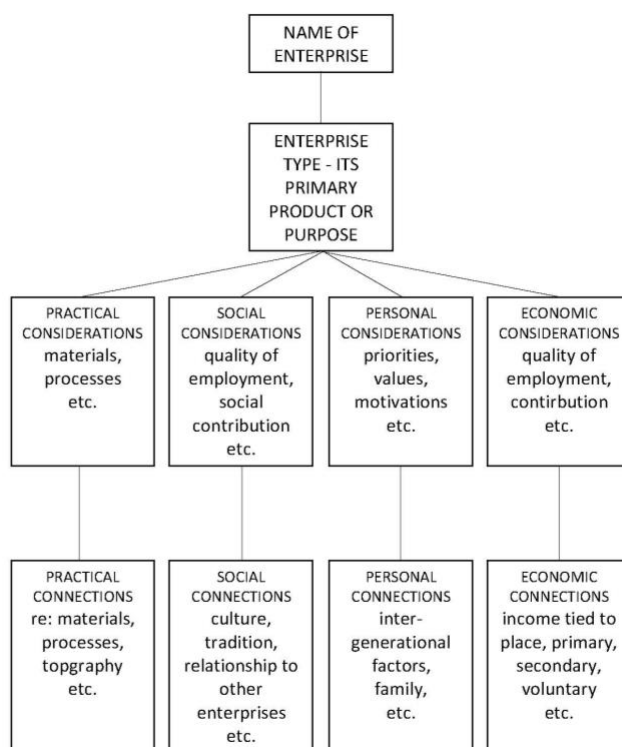 NAME OF
ENTERPRISE
ENTERPRISE
TYPE - ITS
PRIMARY
PRODUCT OR
PURPOSE
PRACTICAL
CONSIDERATIONS
materials,
processes
etc.
SOCIAL
CONSIDERATIONS
quality of
employment,
social
contribution
etc.
PERSONAL
CONSIDERATIONS
priorities,
values,
motivations
etc.
ECONOMIC
CONSIDERATIONS
quality of
employment,
contirbution
etc.
PRACTICAL
CONNECTIONS
re: materials,
processes,
topgraphy
etc.
SOCIAL
CONNECTIONS
culture,
tradition,
relationship to
other
enterprises etc.
PERSONAL
CONNECTIONS
inter-
generational
factors,
family,
etc.
ECONOMIC
CONNECTIONS
income tied to
place, primary,
secondary,
voluntary
etc.